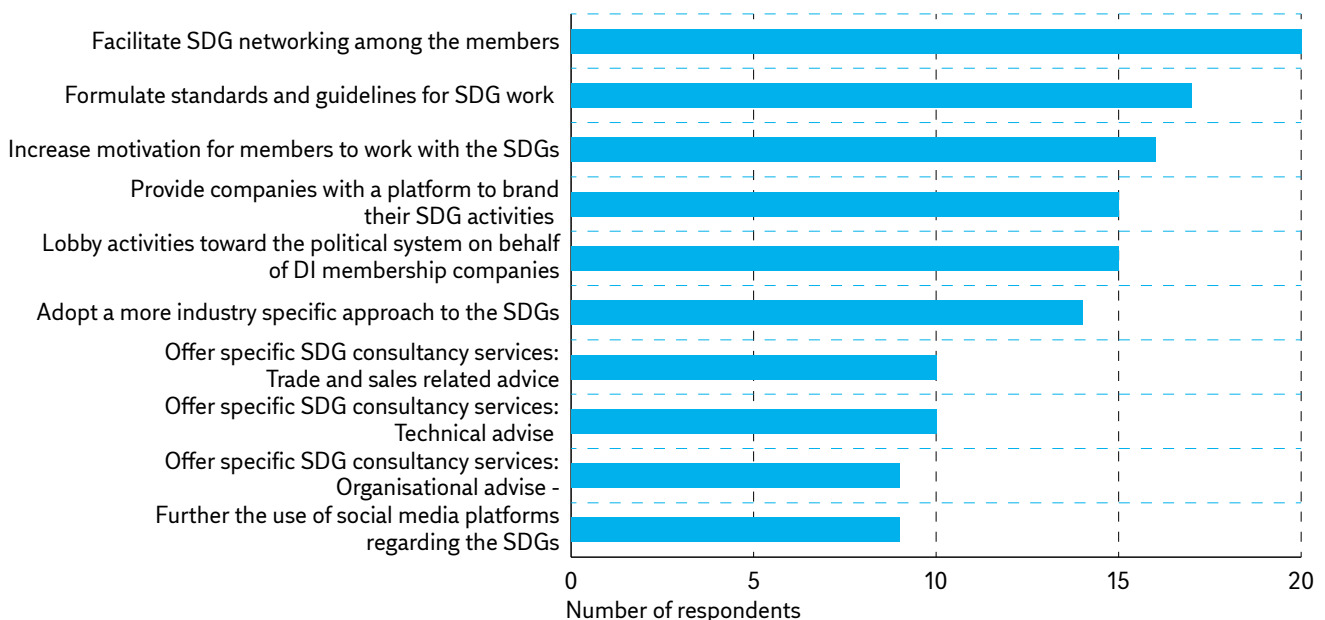 Facilitate SDG networking among the members
Formulate standards and guidelines for SDG work
Increase motivation for members to work with the SDGs
Provide companies with a platform to brand
their SDG activities
Lobby activities toward the political system on behalf
of DI membership companies
Adopt a more industry specific approach to the SDGs
Offer specific SDG consultancy services:
Trade and sales related advice
Offer specific SDG consultancy services:
Technical advise
Offer specific SDG consultancy services:
Organisational advise -
Further the use of social media platforms
regarding the SDGs
0 5 10 15 20
Number of respondents